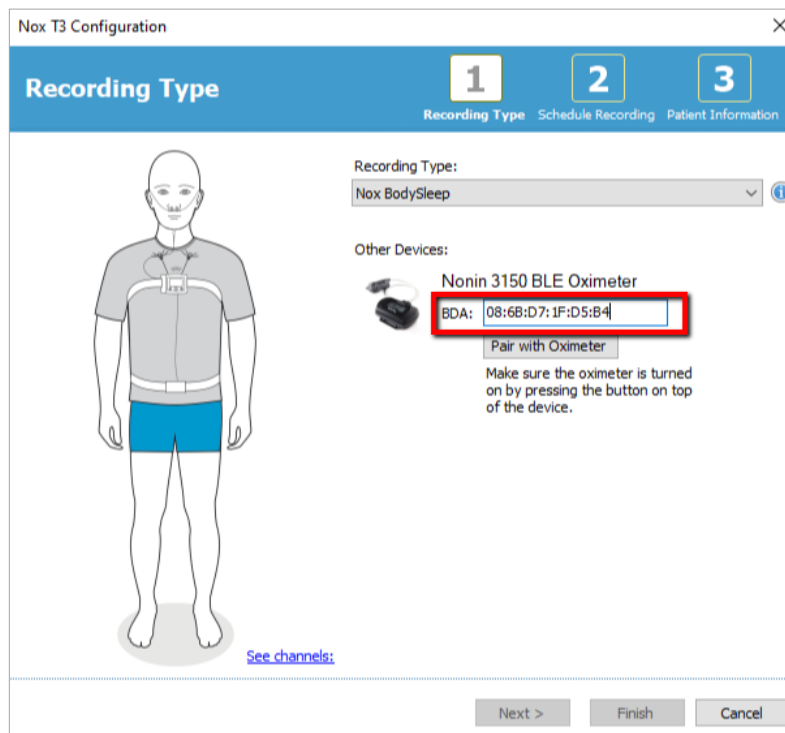 Nox T3 Configuration
Recording Type
1
Recording Type
2
Schedule Recording
3
Patient Information
Recording Type:
Nox BodySleep
Other Devices:
Nonin 3150 BLE Oximeter
BDA: 08:6B:D7:1F:D5:B4
Pair with Oximeter
Make sure the oximeter is turned
on by pressing the button on top
of the device.
See channels:
Next >
Finish
Cancel